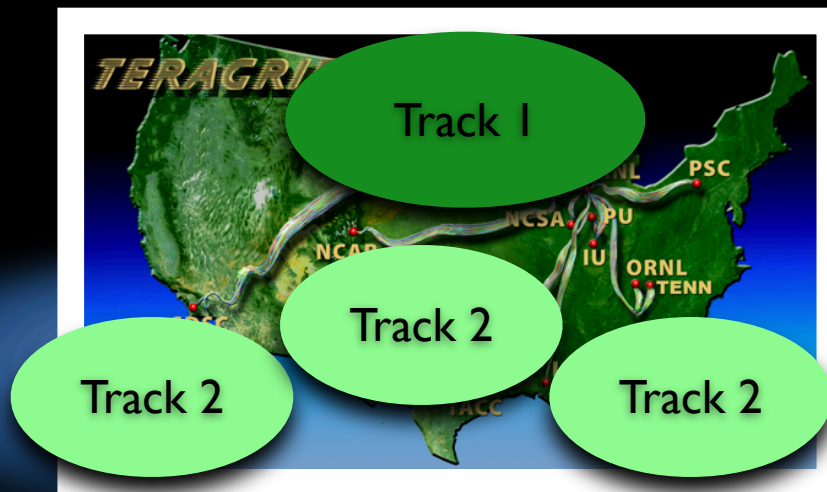 TERAGRI
Track 1
PSC
NCSA
PU
NCAR
IU
ORNL
TENN
Track 2
Track 2
Track 2
TACC